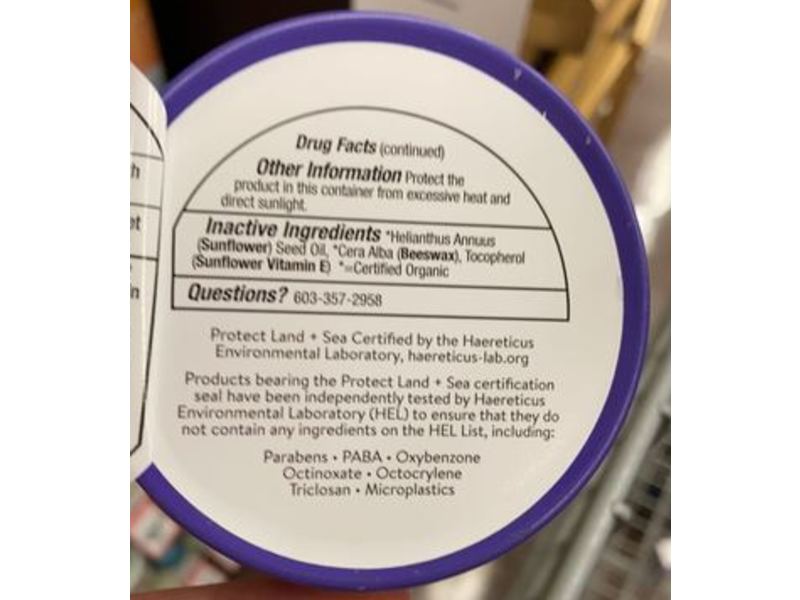 Drug Facts (continued)
Other Information Protect the
product in this container from excessive heat and
direct sunlight.
Inactive Ingredients *Helianthus Annuus
(Sunflower) Seed Oil, *Cera Alba (Beeswax), Tocopherol
(Sunflower Vitamin E) *=Certified Organic
Questions? 603-357-2958
Protect Land + Sea Certified by the Haereticus
Environmental Laboratory, haereticus-lab.org
Products bearing the Protect Land + Sea certification
seal have been independently tested by Haereticus
Environmental Laboratory (HEL) to ensure that they do
not contain any ingredients on the HEL List, including:
Parabens • PABA • Oxybenzone
Octinoxate • Octocrylene
Triclosan • Microplastics